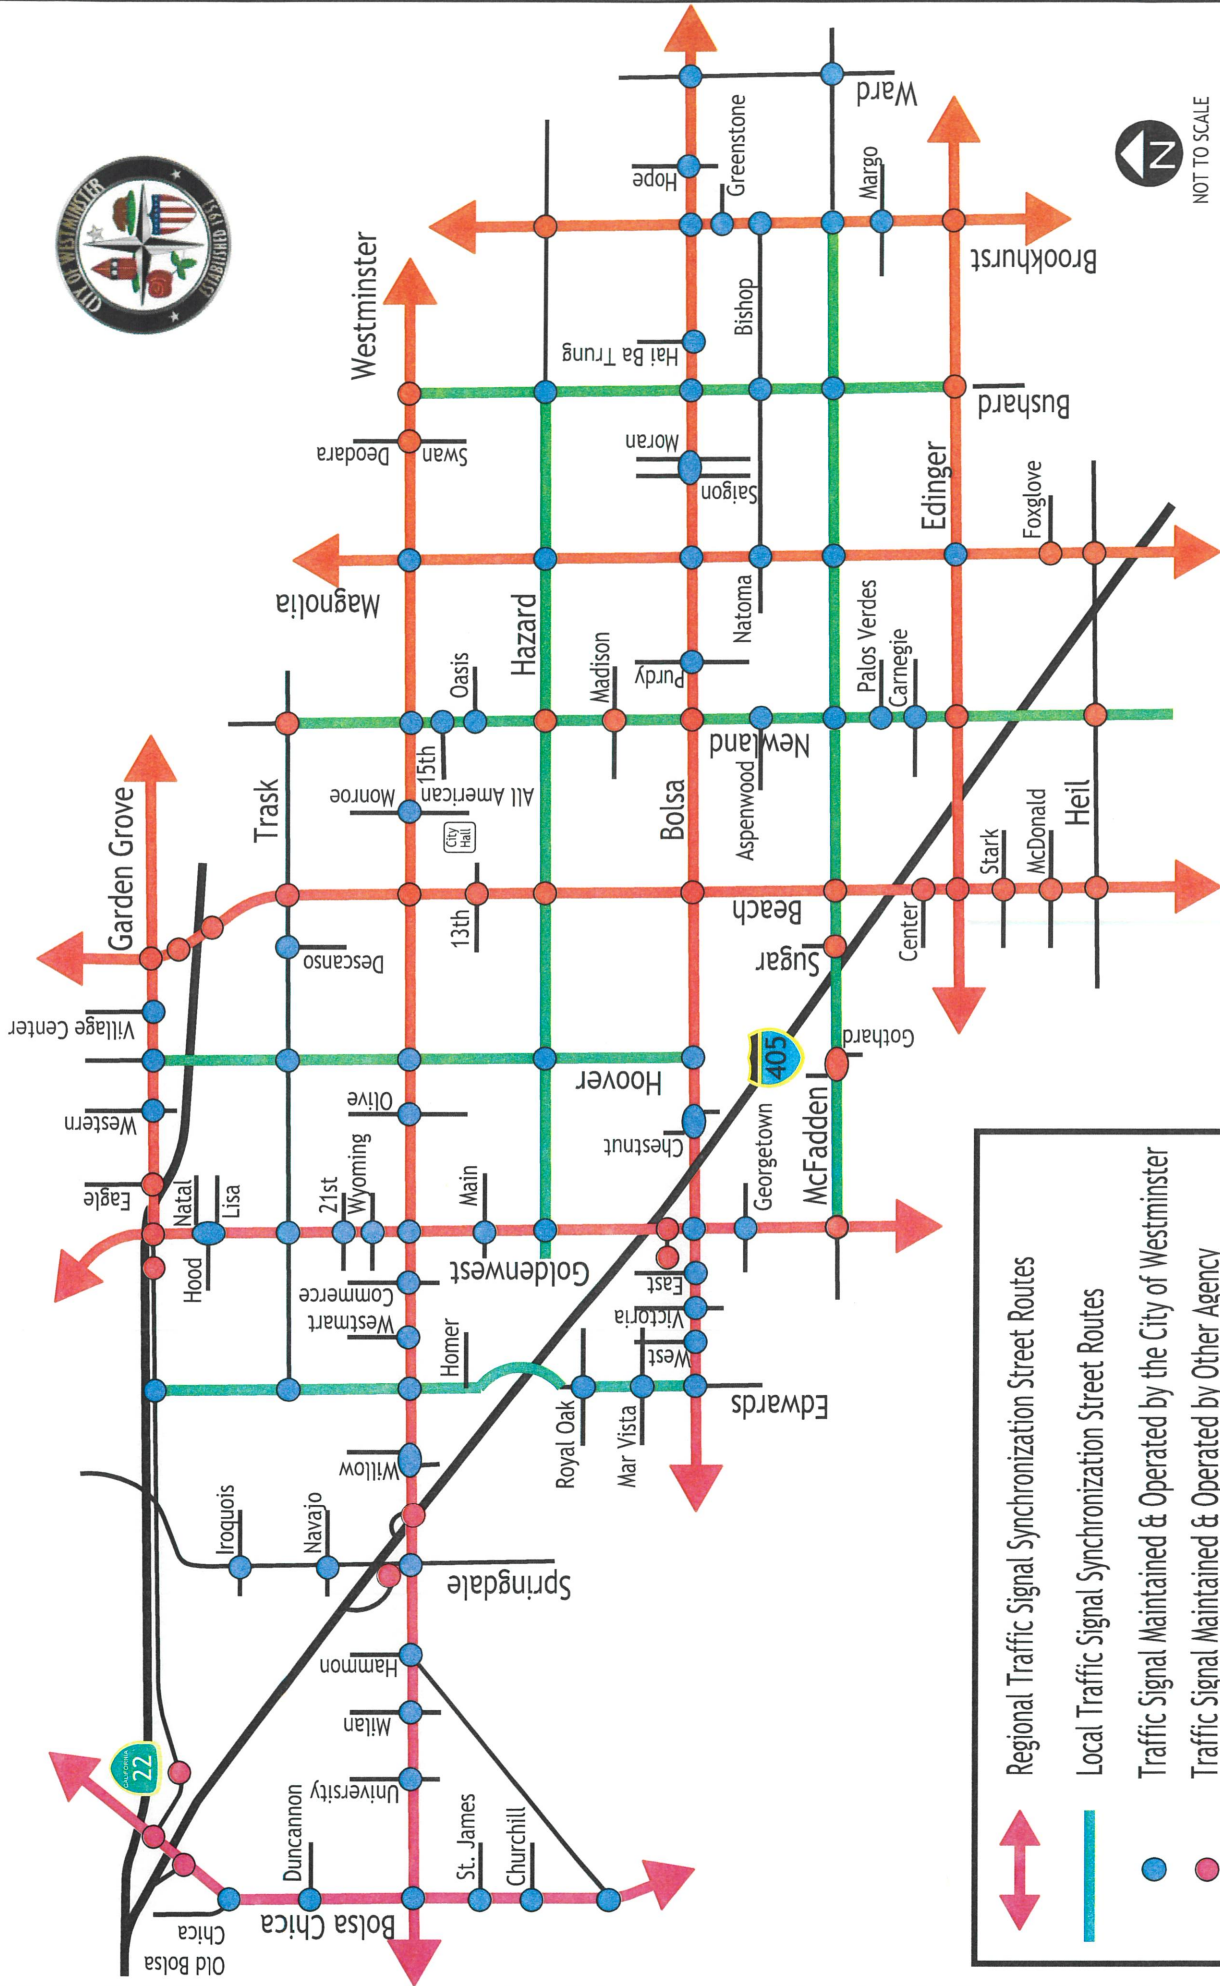 CITY OF WESTMINSTER
ESTABLISHED 1957
N
NOT TO SCALE
Garden Grove
Trask
Westminster
Hazard
Bolsa
McFadden
Edinger
Heil
Old Bolsa
Chica
Bolsa Chica
Springdale
Edwards
Goldenwest
Hoover
Beach
Newland
Magnolia
Bushard
Brookhurst
Ward
CALIFORNIA
22
405
Duncannon
St. James
Churchill
University
Milan
Hammon
Iroquois
Navajo
Willow
Homer
Royal Oak
Mar Vista
Westmart
Commerce
West
Victoria
East
Hood
Natal
Lisa
21st
Wyoming
Main
Georgetown
Eagle
Western
Village Center
Olive
Chestnut
Gothard
Sugar
Descanso
13th
City
Hall
Center
Stark
McDonald
Monroe
All American
15th
Oasis
Madison
Aspenwood
Palos Verdes
Carnegie
Purdy
Natoma
Foxglove
Deodara
Swan
Saigon
Moran
Hai Ba Trung
Bishop
Hope
Greenstone
Margo
Regional Traffic Signal Synchronization Street Routes
Local Traffic Signal Synchronization Street Routes
Traffic Signal Maintained & Operated by the City of Westminster
Traffic Signal Maintained & Operated by Other Agency